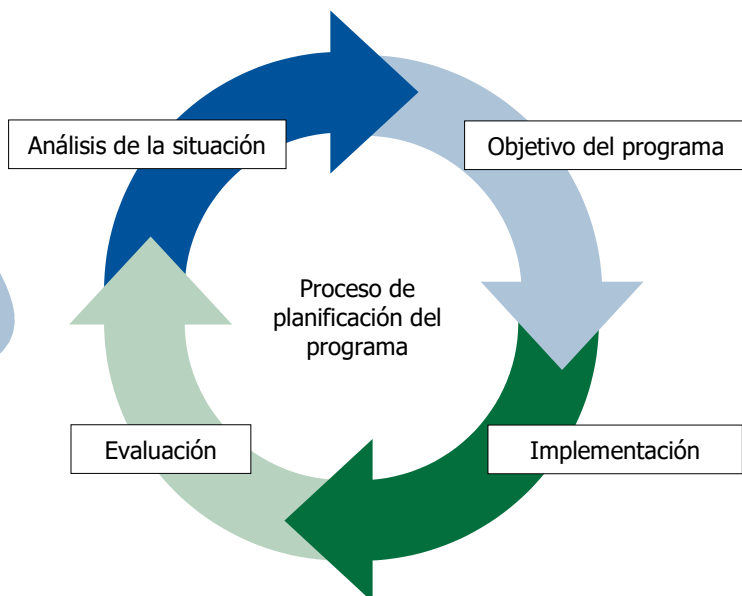 Análisis de la situación
Objetivo del programa
Proceso de
planificación del
programa
Evaluación
Implementación